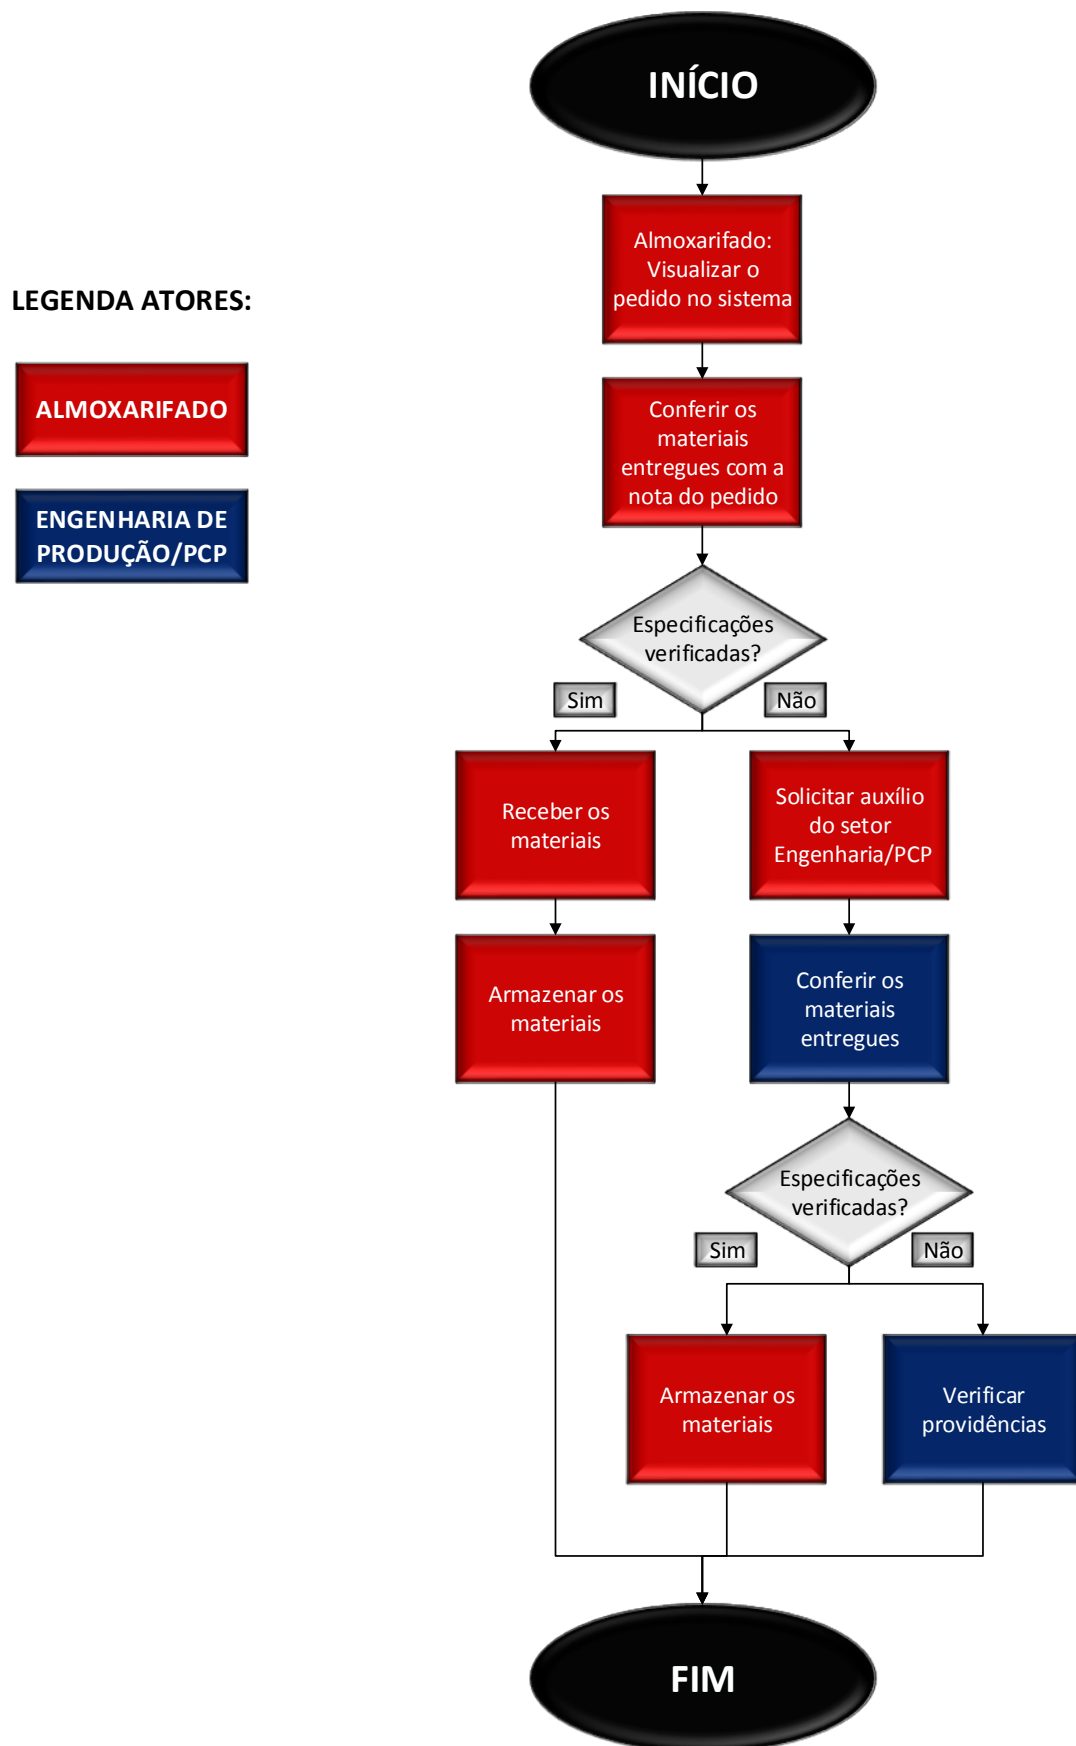 INÍCIO
Almoxarifado:
Visualizar o
pedido no sistema
LEGENDA ATORES:
ALMOXARIFADO
ENGENHARIA DE
PRODUÇÃO/PCP
Conferir os
materiais
entregues com a
nota do pedido
Especificações
verificadas?
Sim
Não
Receber os
materiais
Solicitar auxílio
do setor
Engenharia/PCP
Armazenar os
materiais
Conferir os
materiais
entregues
Especificações
verificadas?
Sim
Não
Armazenar os
materiais
Verificar
providências
FIM